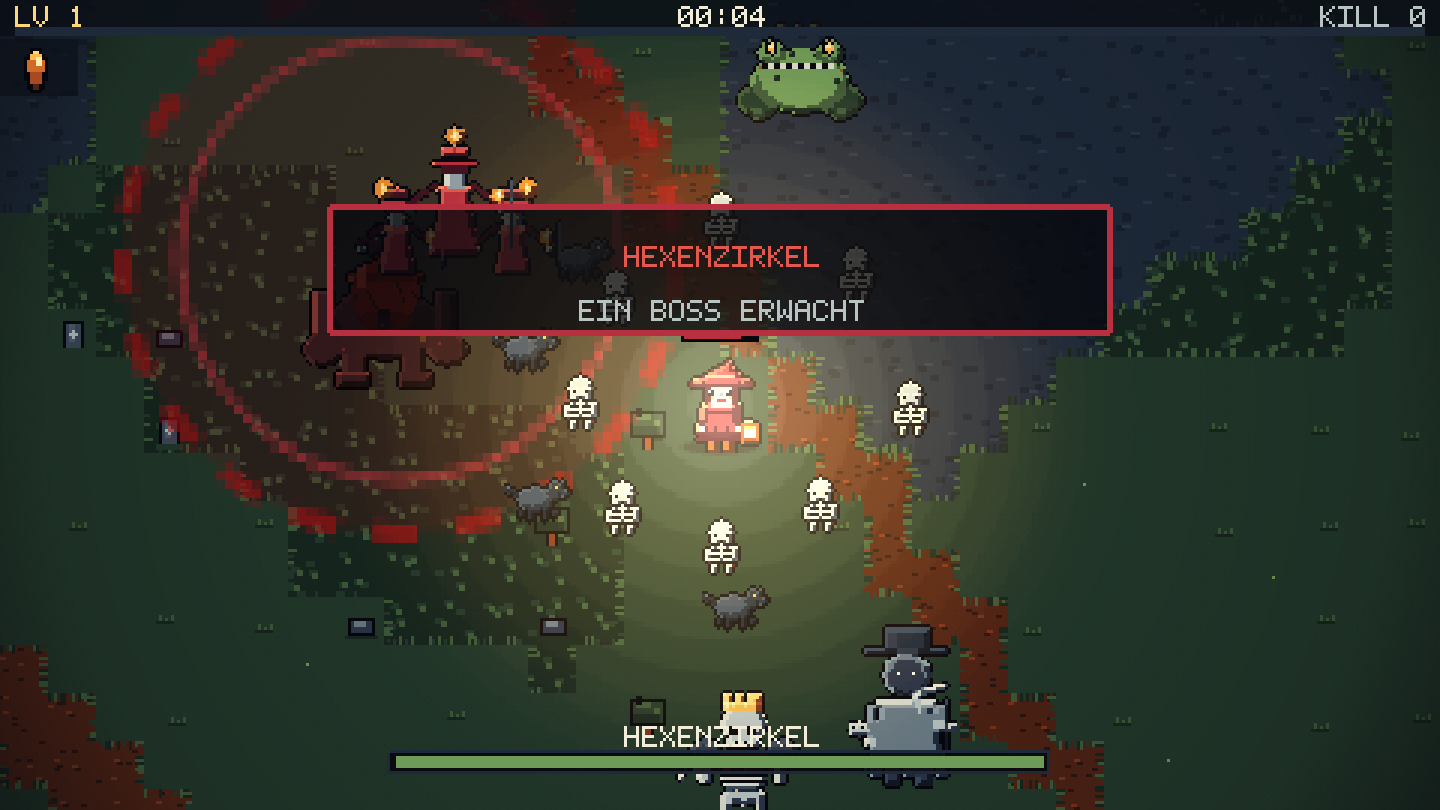 LV 1
00:04
KILL 0
HEXENZIRKEL
EIN BOSS ERWACHT
HEXENZIRKEL